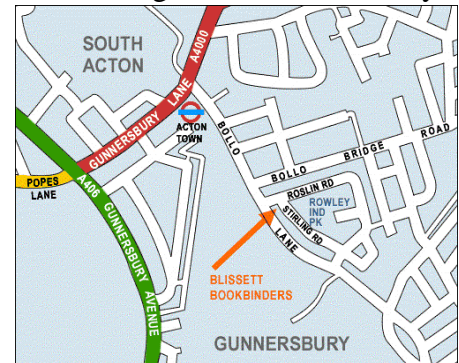 SOUTH
ACTON
A4000
GUNNERSBURY LANE
ACTON
TOWN
BOLLO LANE
BOLLO BRIDGE ROAD
POPES
LANE
A406 GUNNERSBURY AVENUE
ROSLIN RD
ROWLEY
IND
PK
STIRLING RD
BLISSETT
BOOKBINDERS
GUNNERSBURY